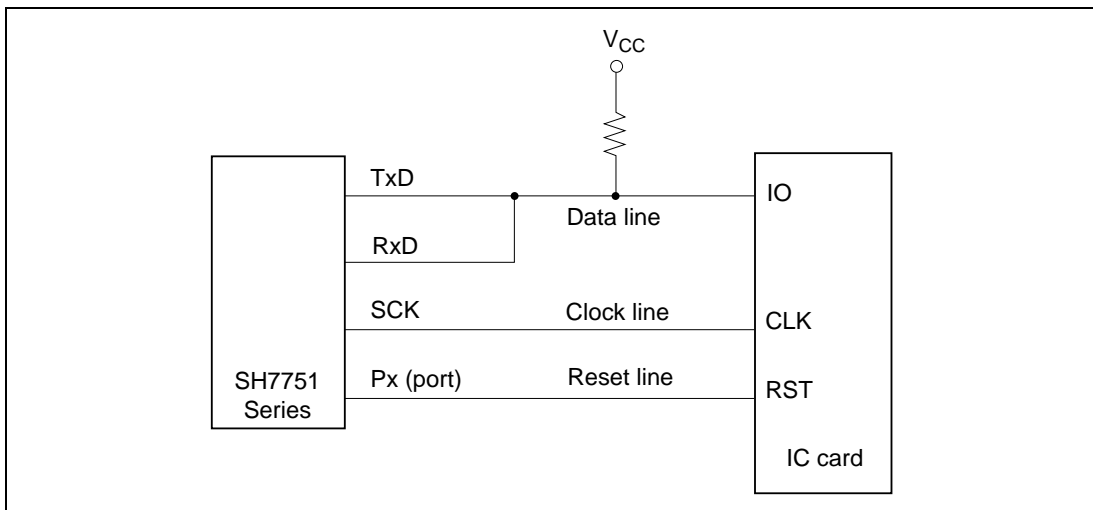 VCC
TxD
IO
Data line
RxD
SCK
Clock line
CLK
Px (port)
Reset line
RST
SH7751
Series
IC card